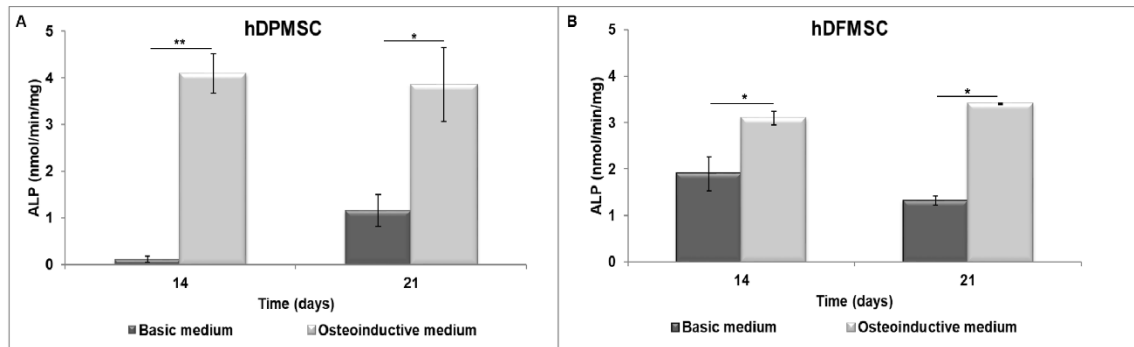 A
hDPMSC
5
4
3
2
1
0
ALP (nmol/min/mg)
**
*
14
21
Time (days)
Basic medium
Osteoinductive medium
B
hDFMSC
5
4
3
2
1
0
ALP (nmol/min/mg)
*
*
14
21
Time (days)
Basic medium
Osteoinductive medium